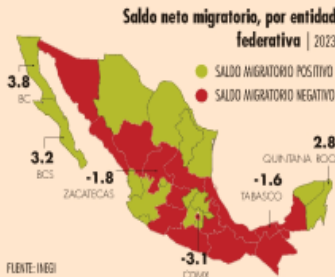 Saldo neto migratorio, por entidad
federativa | 2023
SALDO MIGRATORIO POSITIVO
SALDO MIGRATORIO NEGATIVO
3.8
BC
3.2
BCS
-1.8
ZACATECAS
2.8
QUINTANA ROO
-1.6
TABASCO
-3.1
CDMX
FUENTE: INEGI